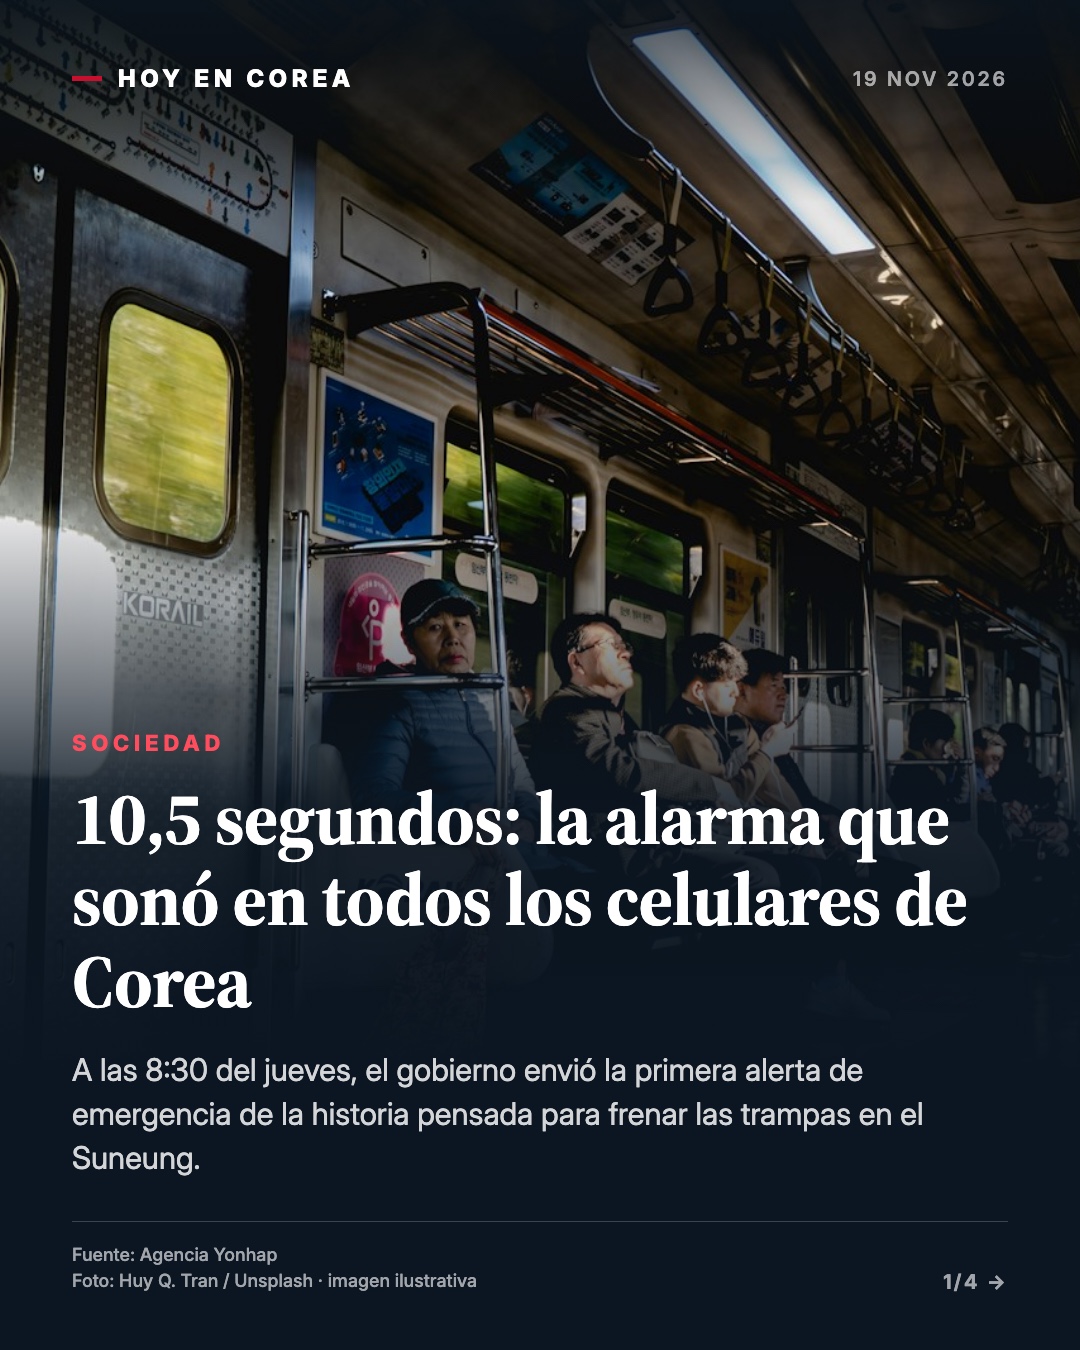 HOY EN COREA
19 NOV 2026
KORAIL
SOCIEDAD
10,5 segundos: la alarma que
sonó en todos los celulares de
Corea
A las 8:30 del jueves, el gobierno envió la primera alerta de
emergencia de la historia pensada para frenar las trampas en el
Suneung.
Fuente: Agencia Yonhap
Foto: Huy Q. Tran / Unsplash · imagen ilustrativa
1/4 →